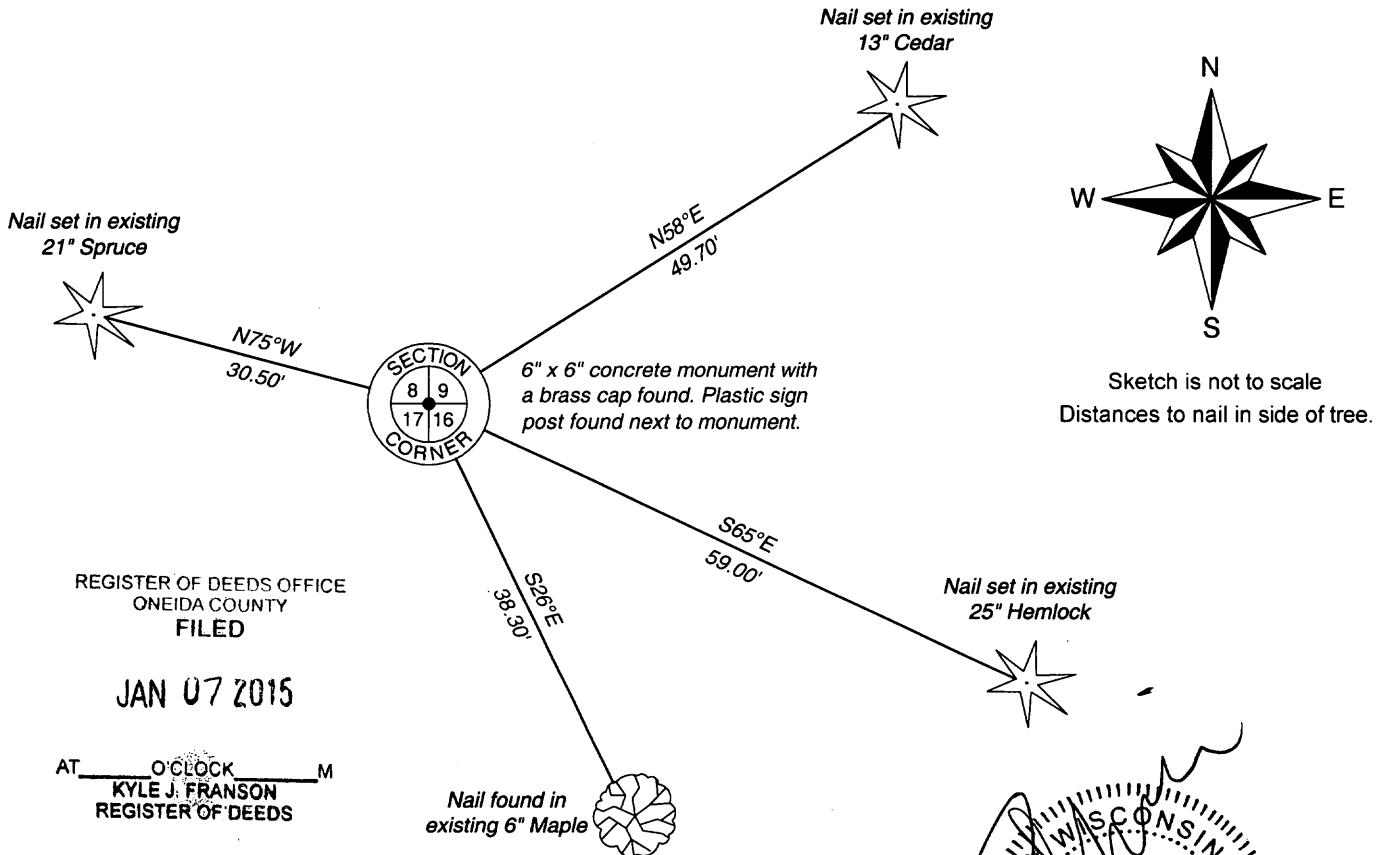 Nail set in existing
13" Cedar
N
W
E
S
Nail set in existing
21" Spruce
N58°E
49.70'
N75°W
30.50'
SECTION
8 9
17 16
CORNER
6" x 6" concrete monument with
a brass cap found. Plastic sign
post found next to monument.
Sketch is not to scale
Distances to nail in side of tree.
S65°E
59.00'
S26°E
38.30'
Nail set in existing
25" Hemlock
REGISTER OF DEEDS OFFICE
ONEIDA COUNTY
FILED
JAN 07 2015
AT______O'CLOCK______M
KYLE J. FRANSON
REGISTER OF DEEDS
Nail found in
existing 6" Maple
WISCONSIN